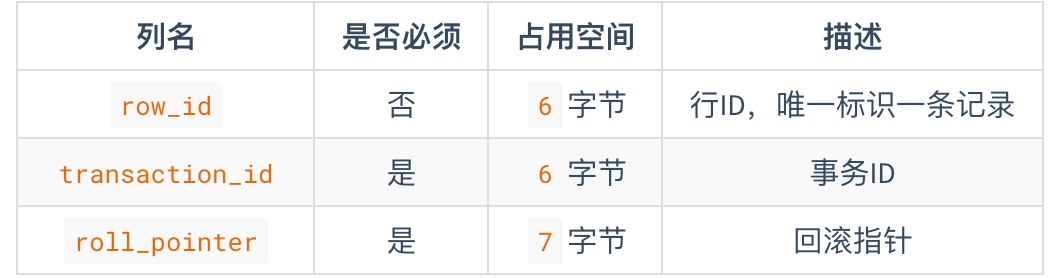 列名 是否必须 占用空间 描述
row_id 否 6 字节 行ID，唯一标识一条记录
transaction_id 是 6 字节 事务ID
roll_pointer 是 7 字节 回滚指针